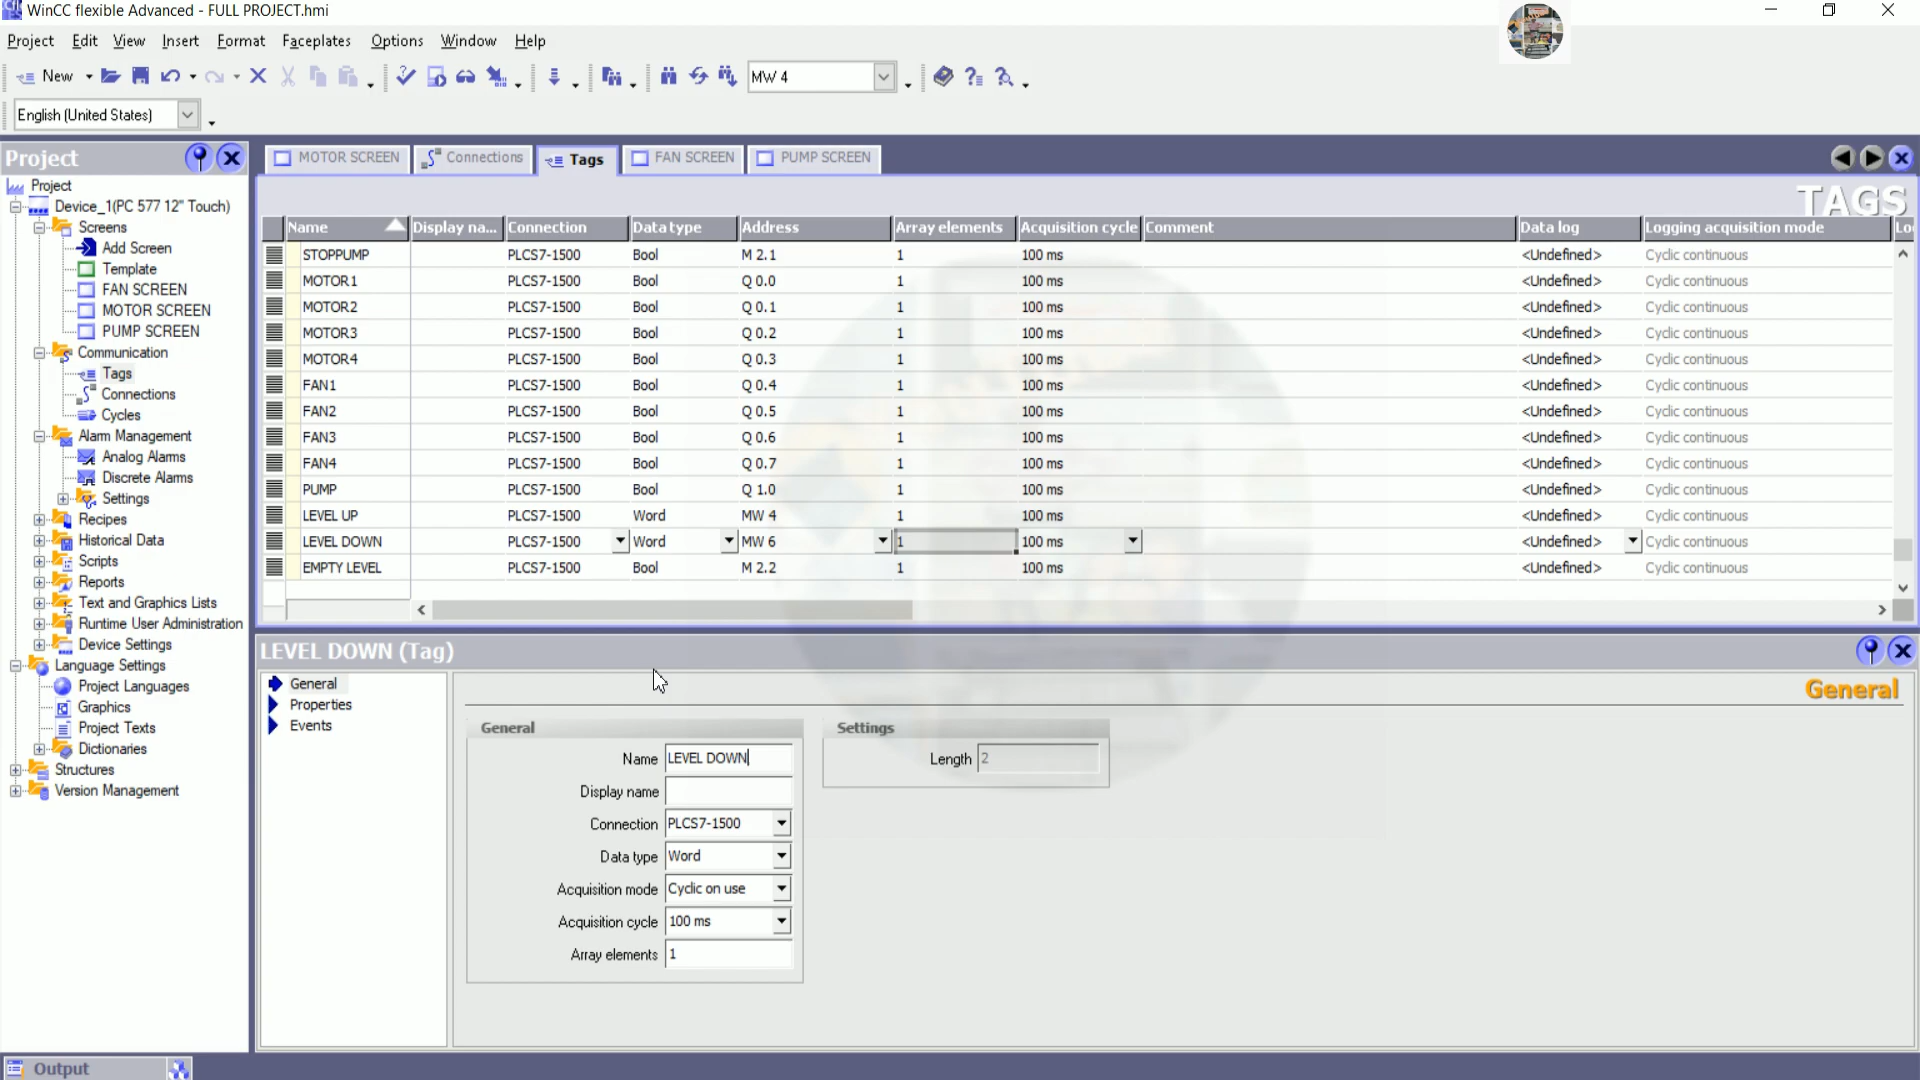 WinCC flexible Advanced - FULL PROJECT.hmi
Project Edit View Insert Format Faceplates Options Window Help
New MW 4
English (United States)
Project
Project
Device_1(PC 577 12" Touch)
Screens
Add Screen
Template
FAN SCREEN
MOTOR SCREEN
PUMP SCREEN
Communication
Tags
Connections
Cycles
Alarm Management
Analog Alarms
Discrete Alarms
Settings
Recipes
Historical Data
Scripts
Reports
Text and Graphics Lists
Runtime User Administration
Device Settings
Language Settings
Project Languages
Graphics
Project Texts
Dictionaries
Structures
Version Management
MOTOR SCREEN Connections Tags FAN SCREEN PUMP SCREEN
TAGS
Name Display na... Connection Data type Address Array elements Acquisition cycle Comment Data log Logging acquisition mode Lo
STOPPUMP PLCS7-1500 Bool M 2.1 1 100 ms <Undefined> Cyclic continuous
MOTOR1 PLCS7-1500 Bool Q 0.0 1 100 ms <Undefined> Cyclic continuous
MOTOR2 PLCS7-1500 Bool Q 0.1 1 100 ms <Undefined> Cyclic continuous
MOTOR3 PLCS7-1500 Bool Q 0.2 1 100 ms <Undefined> Cyclic continuous
MOTOR4 PLCS7-1500 Bool Q 0.3 1 100 ms <Undefined> Cyclic continuous
FAN1 PLCS7-1500 Bool Q 0.4 1 100 ms <Undefined> Cyclic continuous
FAN2 PLCS7-1500 Bool Q 0.5 1 100 ms <Undefined> Cyclic continuous
FAN3 PLCS7-1500 Bool Q 0.6 1 100 ms <Undefined> Cyclic continuous
FAN4 PLCS7-1500 Bool Q 0.7 1 100 ms <Undefined> Cyclic continuous
PUMP PLCS7-1500 Bool Q 1.0 1 100 ms <Undefined> Cyclic continuous
LEVEL UP PLCS7-1500 Word MW 4 1 100 ms <Undefined> Cyclic continuous
LEVEL DOWN PLCS7-1500 Word MW 6 1 100 ms <Undefined> Cyclic continuous
EMPTY LEVEL PLCS7-1500 Bool M 2.2 1 100 ms <Undefined> Cyclic continuous
LEVEL DOWN (Tag)
General
Properties
Events
General
General
Name LEVEL DOWN
Display name
Connection PLCS7-1500
Data type Word
Acquisition mode Cyclic on use
Acquisition cycle 100 ms
Array elements 1
Settings
Length 2
Output